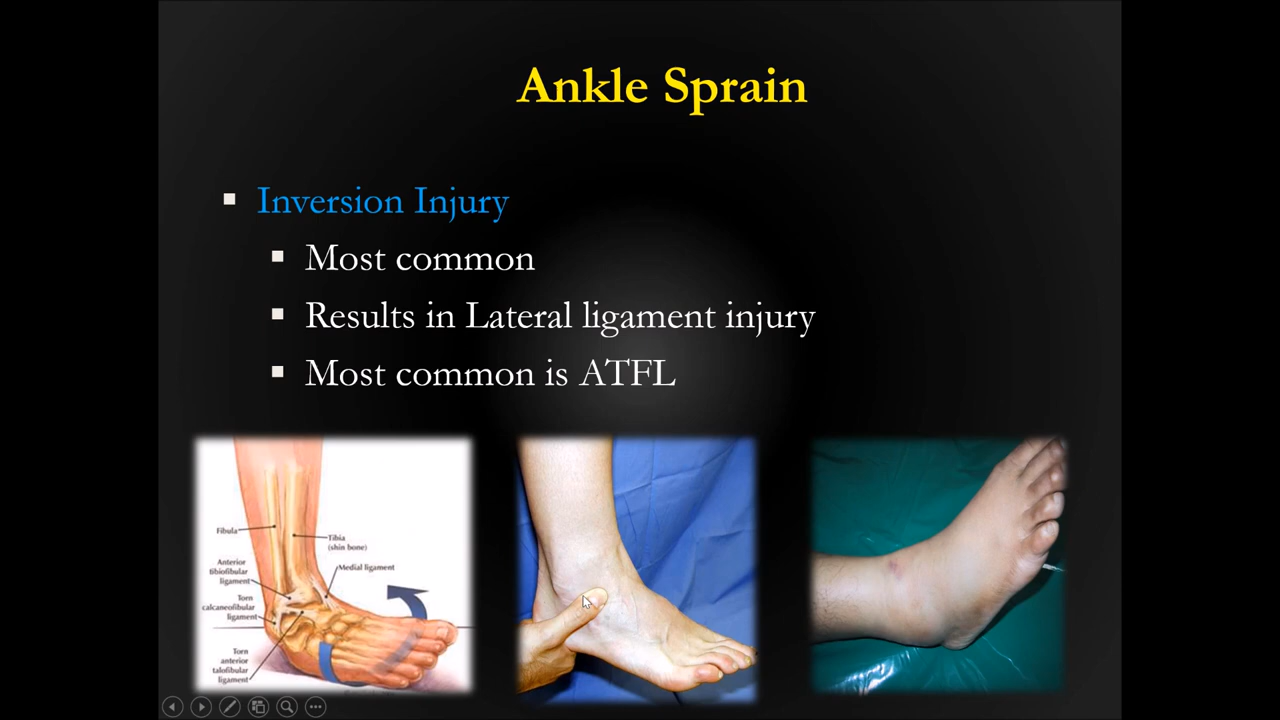 Ankle Sprain
Inversion Injury
Most common
Results in Lateral ligament injury
Most common is ATFL
Fibula
Tibia
(shin bone)
Anterior
tibiofibular
ligament
Medial ligament
Torn
calcaneofibular
ligament
Torn
anterior
talofibular
ligament